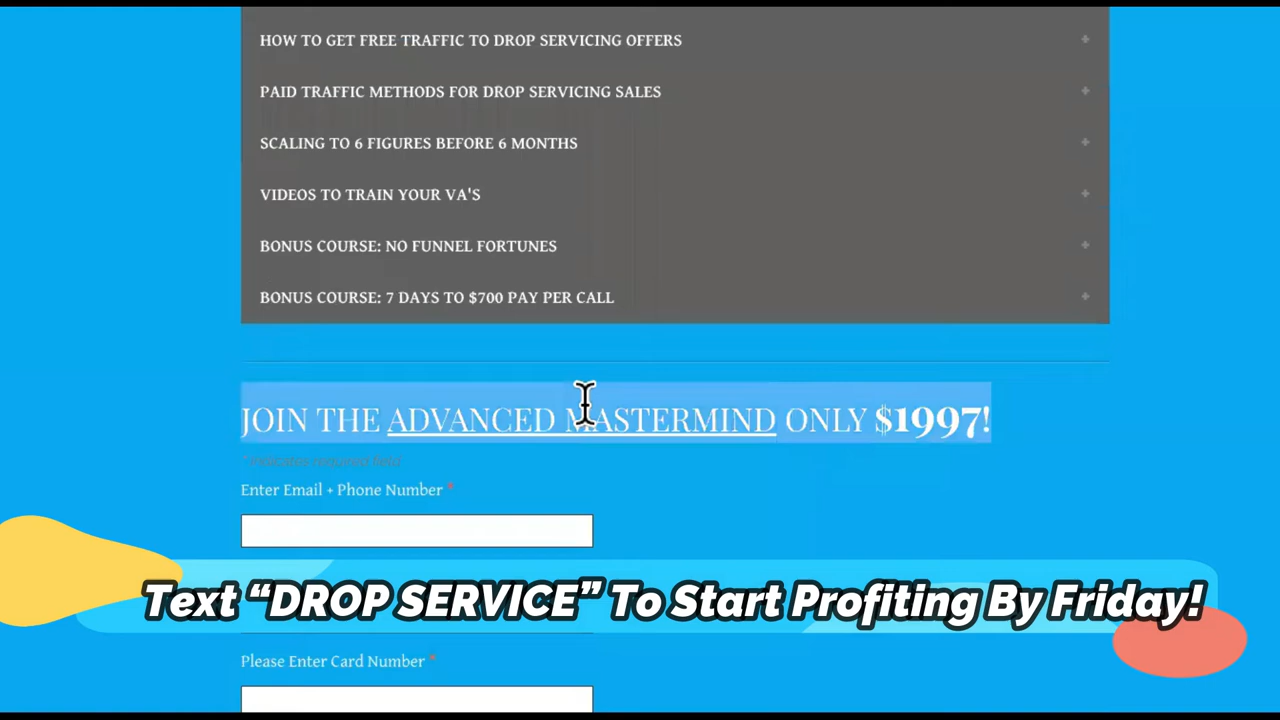 HOW TO GET FREE TRAFFIC TO DROP SERVICING OFFERS
PAID TRAFFIC METHODS FOR DROP SERVICING SALES
SCALING TO 6 FIGURES BEFORE 6 MONTHS
VIDEOS TO TRAIN YOUR VA'S
BONUS COURSE: NO FUNNEL FORTUNES
BONUS COURSE: 7 DAYS TO $700 PAY PER CALL
JOIN THE ADVANCED MASTERMIND ONLY $1997!
* Indicates required field
Enter Email + Phone Number *
Text “DROP SERVICE” To Start Profiting By Friday!
Please Enter Card Number *